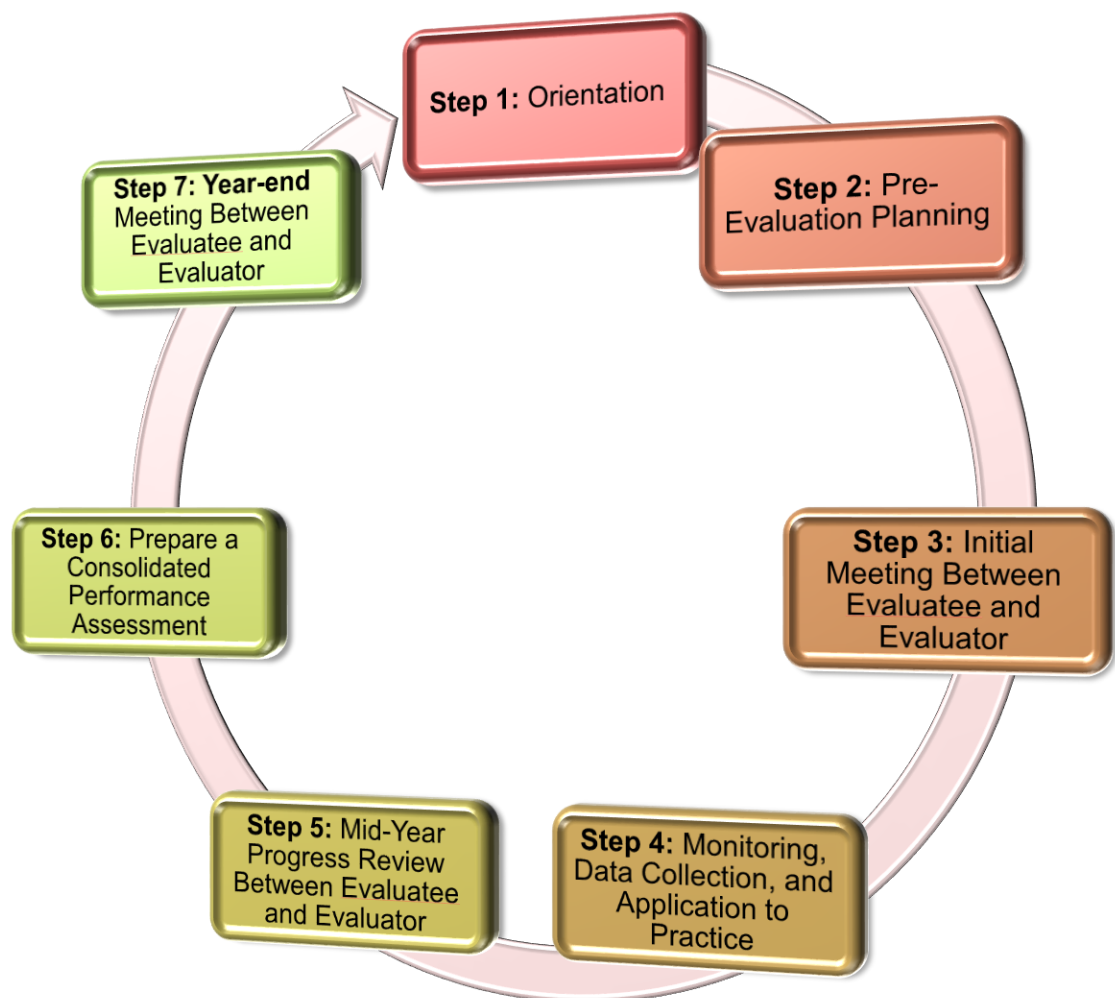 Step 1: Orientation
Step 2: Pre-
Evaluation Planning
Step 3: Initial
Meeting Between
Evaluatee and
Evaluator
Step 4: Monitoring,
Data Collection, and
Application to
Practice
Step 5: Mid-Year
Progress Review
Between Evaluatee
and Evaluator
Step 6: Prepare a
Consolidated
Performance
Assessment
Step 7: Year-end
Meeting Between
Evaluatee and
Evaluator